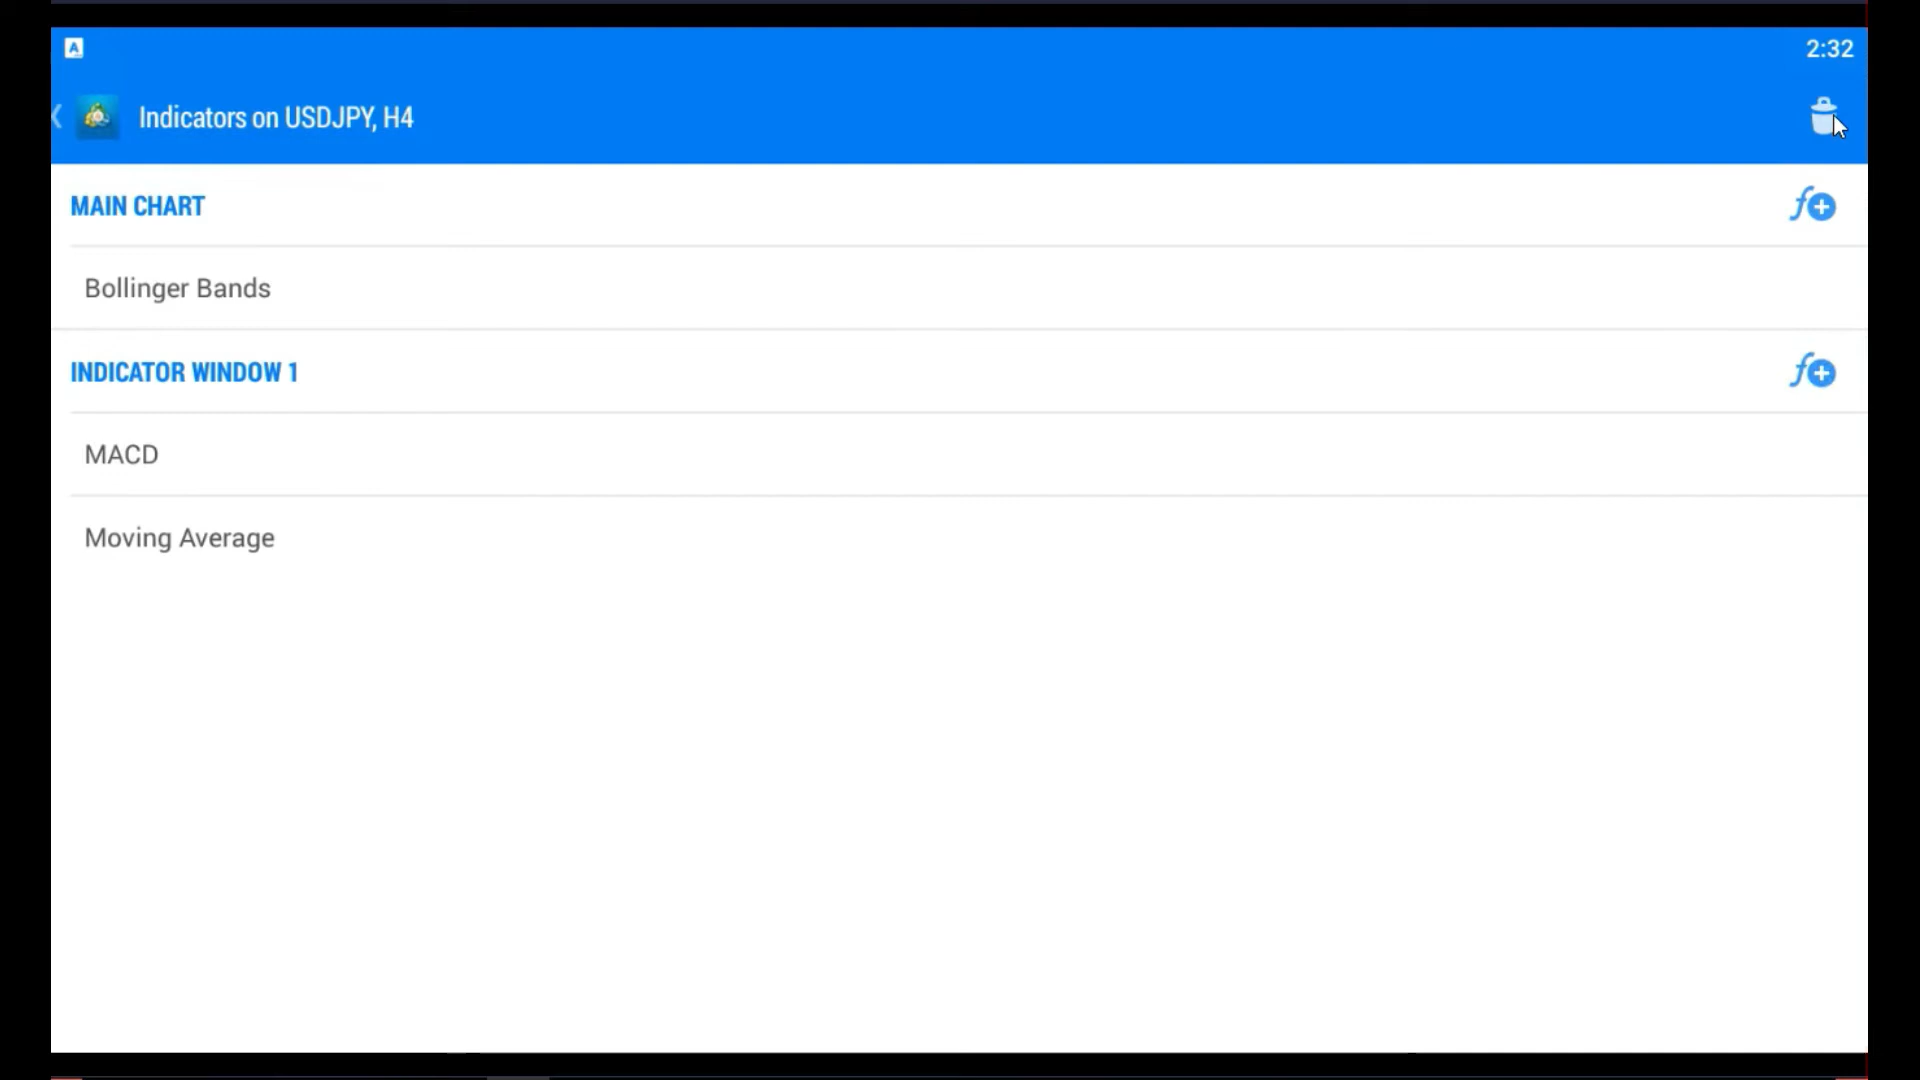 A
2:32
Indicators on USDJPY, H4
MAIN CHART
Bollinger Bands
INDICATOR WINDOW 1
MACD
Moving Average